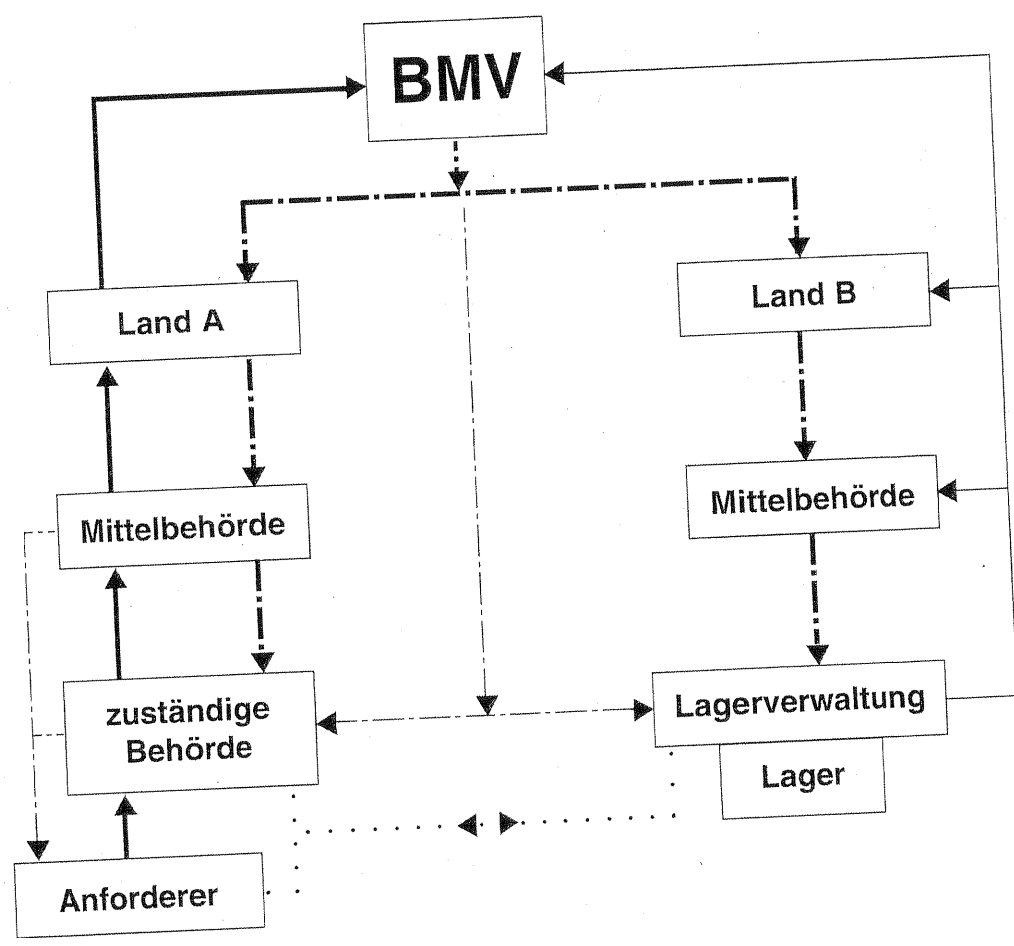 BMV
Land A
Land B
Mittelbehörde
Mittelbehörde
zuständige
Behörde
Lagerverwaltung
Lager
Anforderer